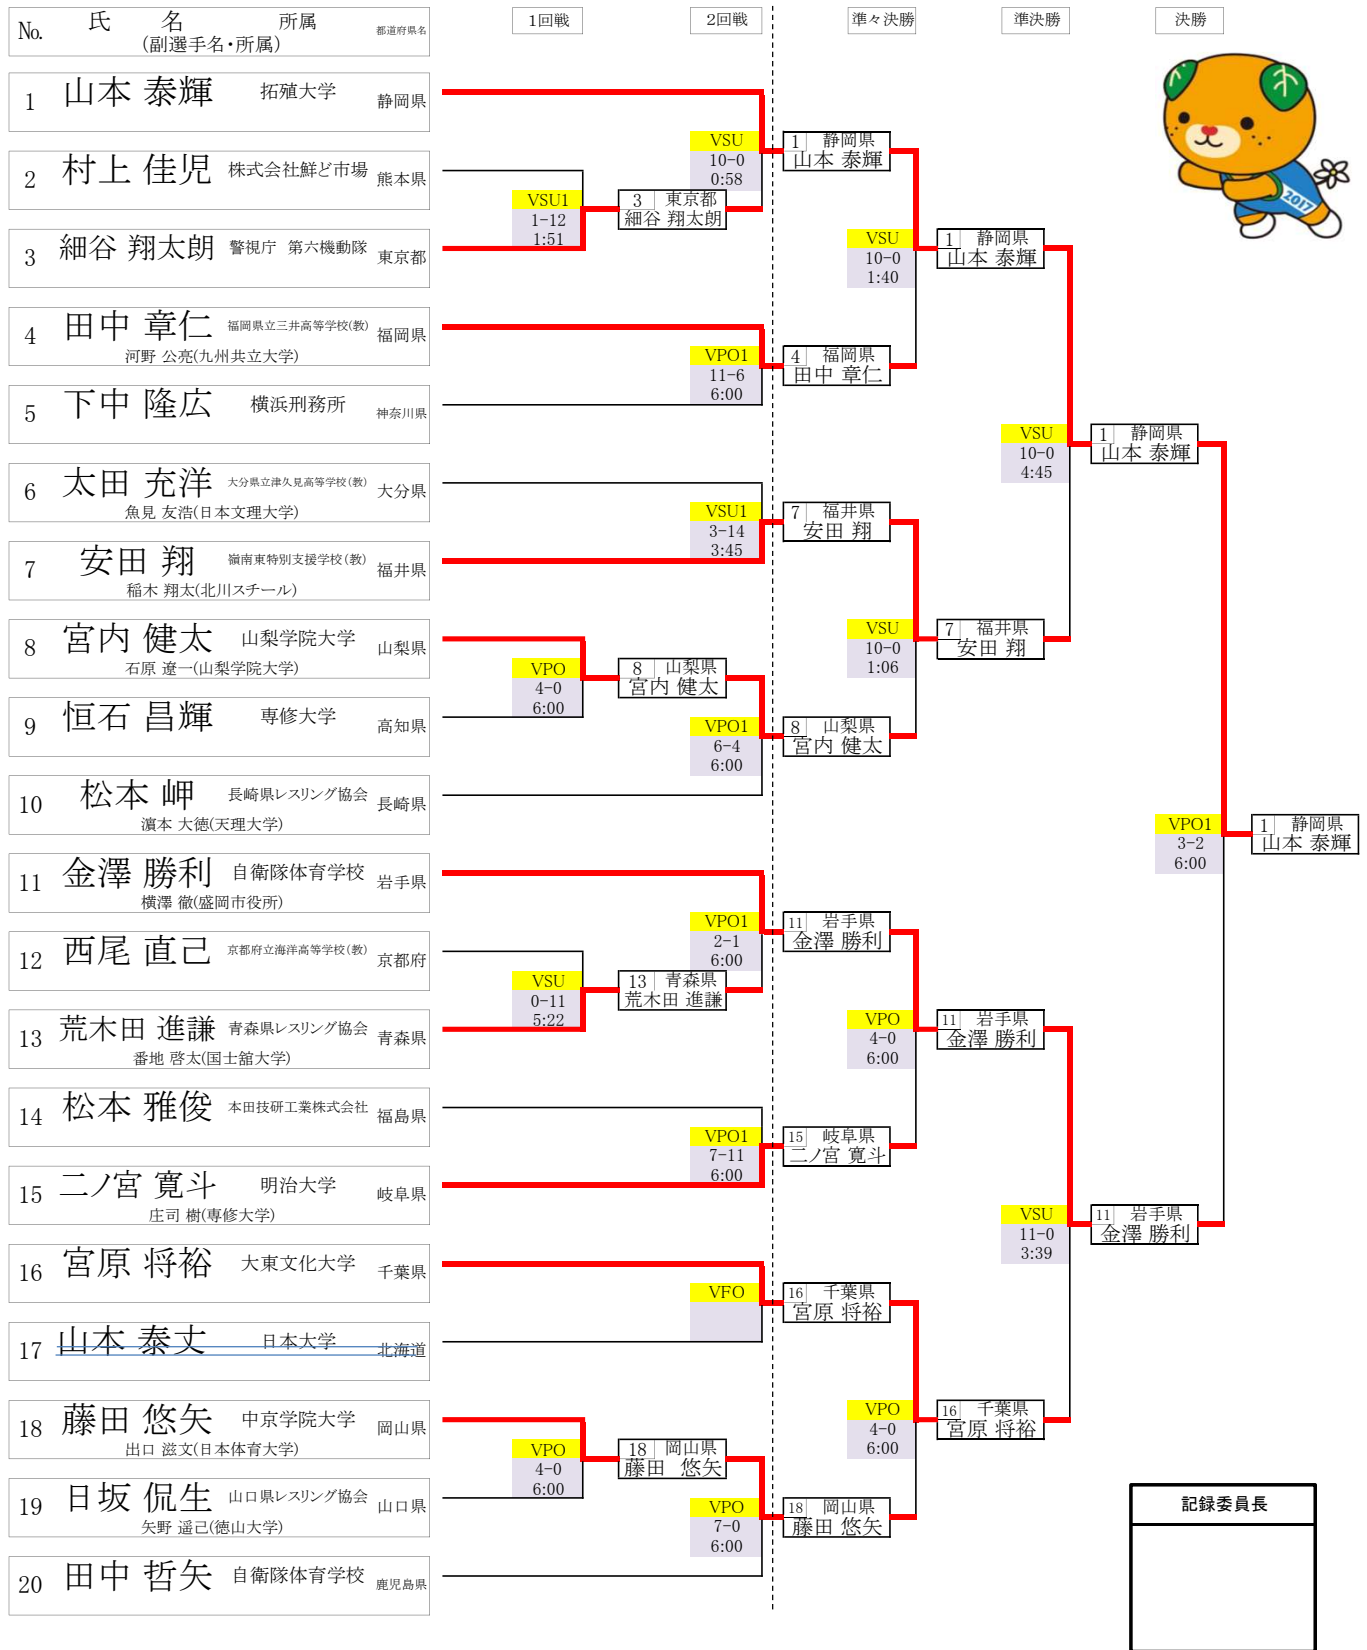 No. 氏 名 所属 都道府県名
(副選手名・所属)
1回戦 2回戦 準々決勝 準決勝 決勝
1 山本 泰輝 拓殖大学 静岡県
2 村上 佳児 株式会社鮮ど市場 熊本県
3 細谷 翔太朗 警視庁 第六機動隊 東京都
4 田中 章仁 福岡県立三井高等学校(教) 福岡県
河野 公亮(九州共立大学)
5 下中 隆広 横浜刑務所 神奈川県
6 太田 充洋 大分県立津久見高等学校(教) 大分県
魚見 友浩(日本文理大学)
7 安田 翔 嶺南東特別支援学校(教) 福井県
稲木 翔太(北川スチール)
8 宮内 健太 山梨学院大学 山梨県
石原 遼一(山梨学院大学)
9 恒石 昌輝 専修大学 高知県
10 松本 岬 長崎県レスリング協会 長崎県
濵本 大徳(天理大学)
11 金澤 勝利 自衛隊体育学校 岩手県
横澤 徹(盛岡市役所)
12 西尾 直己 京都府立海洋高等学校(教) 京都府
13 荒木田 進謙 青森県レスリング協会 青森県
番地 啓太(国士舘大学)
14 松本 雅俊 本田技研工業株式会社 福島県
15 二ノ宮 寛斗 明治大学 岐阜県
庄司 樹(専修大学)
16 宮原 将裕 大東文化大学 千葉県
17 山本 泰丈 日本大学 北海道
18 藤田 悠矢 中京学院大学 岡山県
出口 滋文(日本体育大学)
19 日坂 侃生 山口県レスリング協会 山口県
矢野 遥己(徳山大学)
20 田中 哲矢 自衛隊体育学校 鹿児島県
VSU1
1-12
1:51
VPO
4-0
6:00
VSU
0-11
5:22
VPO
4-0
6:00
3 東京都
細谷 翔太朗
8 山梨県
宮内 健太
13 青森県
荒木田 進謙
18 岡山県
藤田 悠矢
VSU
10-0
0:58
VPO1
11-6
6:00
VSU1
3-14
3:45
VPO1
6-4
6:00
VPO1
2-1
6:00
VPO1
7-11
6:00
VFO
VPO
7-0
6:00
1 静岡県
山本 泰輝
4 福岡県
田中 章仁
7 福井県
安田 翔
8 山梨県
宮内 健太
11 岩手県
金澤 勝利
15 岐阜県
二ノ宮 寛斗
16 千葉県
宮原 将裕
18 岡山県
藤田 悠矢
VSU
10-0
1:40
VSU
10-0
1:06
VPO
4-0
6:00
VPO
4-0
6:00
1 静岡県
山本 泰輝
7 福井県
安田 翔
11 岩手県
金澤 勝利
16 千葉県
宮原 将裕
VSU
10-0
4:45
VSU
11-0
3:39
1 静岡県
山本 泰輝
11 岩手県
金澤 勝利
VPO1
3-2
6:00
1 静岡県
山本 泰輝
2017
記録委員長